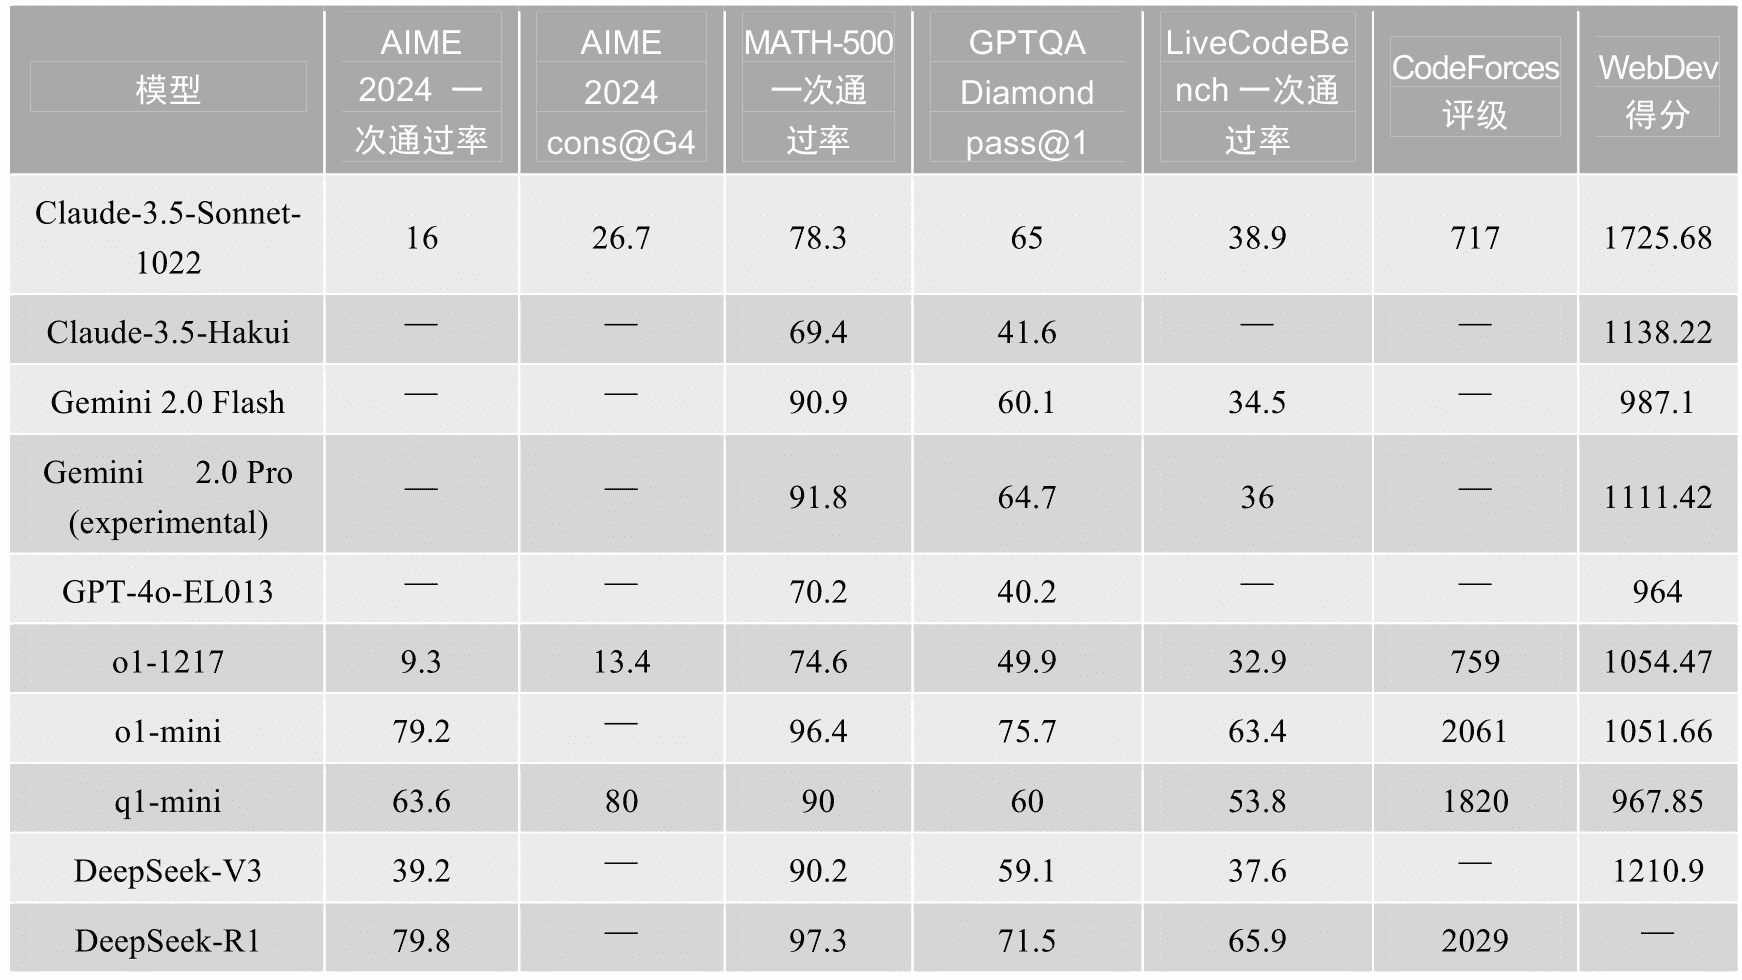 模型 AIME 2024 一次通过率 AIME 2024 cons@G4 MATH-500 一次通过率 GPTQA Diamond pass@1 LiveCodeBench 一次通过率 CodeForces 评级 WebDev 得分
Claude-3.5-Sonnet-1022 16 26.7 78.3 65 38.9 717 1725.68
Claude-3.5-Hakui — — 69.4 41.6 — — 1138.22
Gemini 2.0 Flash — — 90.9 60.1 34.5 — 987.1
Gemini 2.0 Pro (experimental) — — 91.8 64.7 36 — 1111.42
GPT-4o-EL013 — — 70.2 40.2 — — 964
o1-1217 9.3 13.4 74.6 49.9 32.9 759 1054.47
o1-mini 79.2 — 96.4 75.7 63.4 2061 1051.66
q1-mini 63.6 80 90 60 53.8 1820 967.85
DeepSeek-V3 39.2 — 90.2 59.1 37.6 — 1210.9
DeepSeek-R1 79.8 — 97.3 71.5 65.9 2029 —